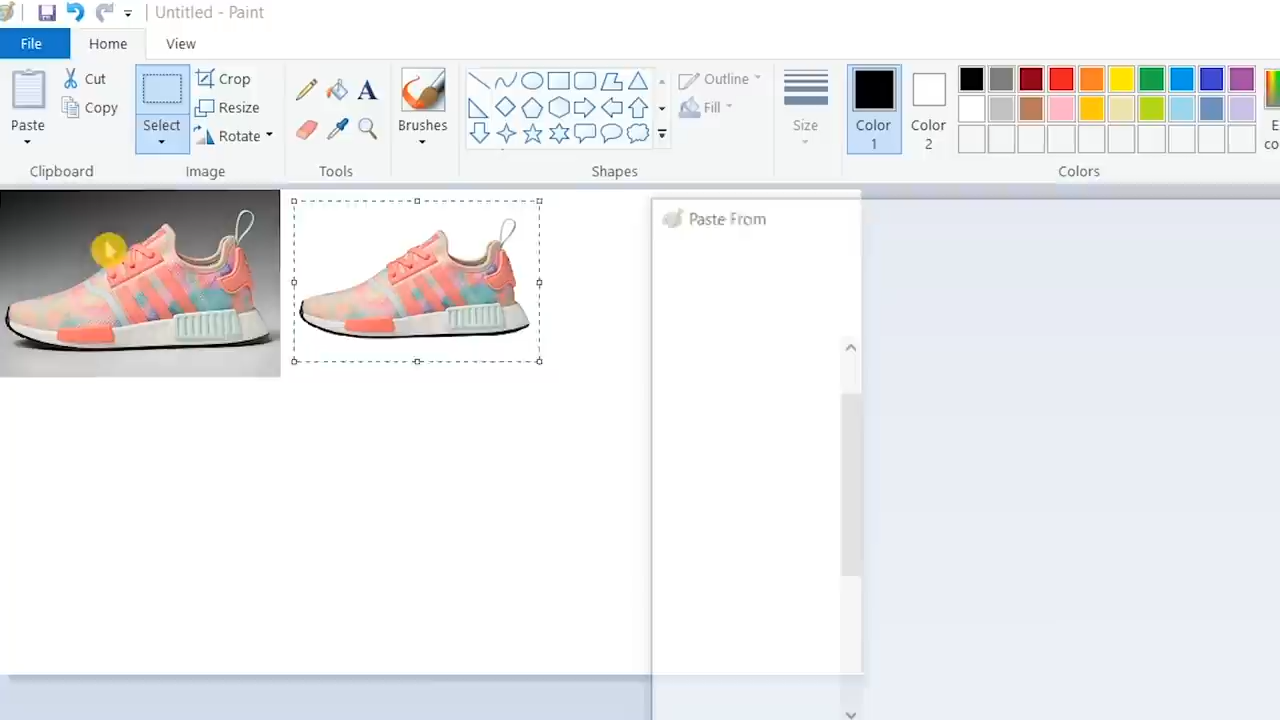 Untitled - Paint
File Home View
Cut
Copy
Paste
Clipboard
Select
Crop
Resize
Rotate
Image
A
Tools
Brushes
Outline
Fill
Shapes
Size
Color 1
Color 2
Colors
Paste From